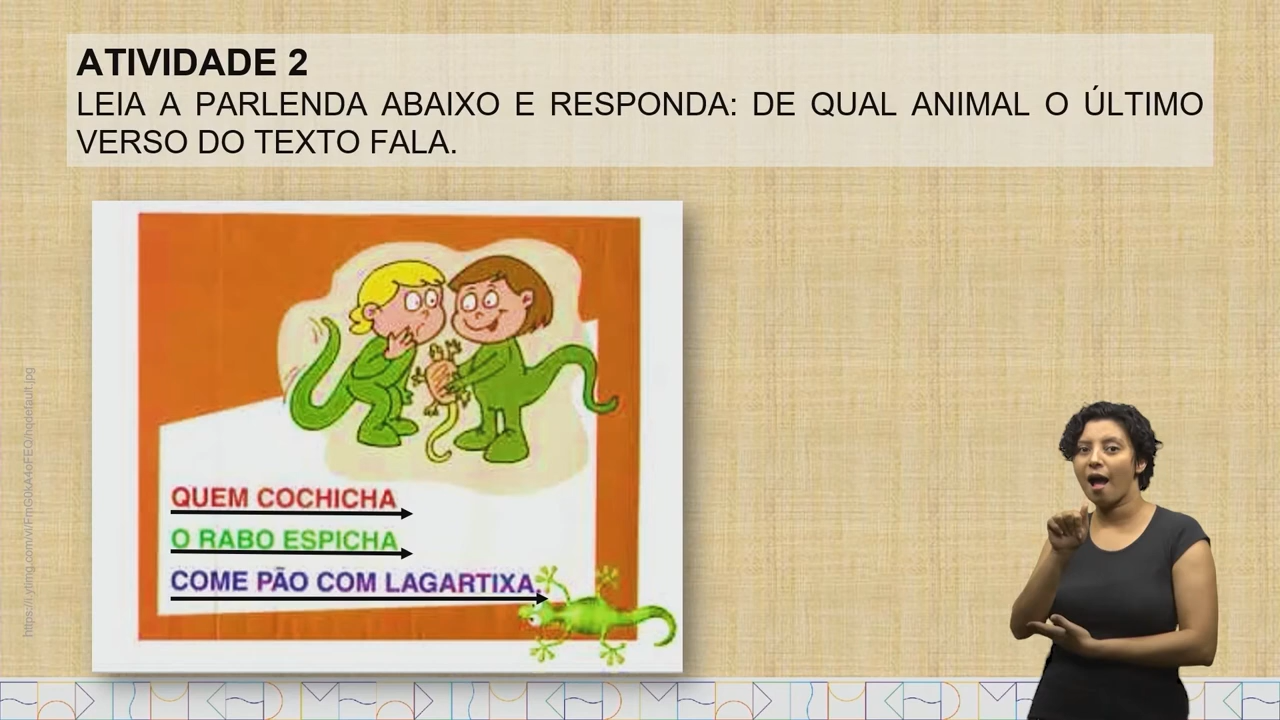 ATIVIDADE 2
LEIA A PARLENDA ABAIXO E RESPONDA: DE QUAL ANIMAL O ÚLTIMO
VERSO DO TEXTO FALA.
QUEM COCHICHA
O RABO ESPICHA
COME PÃO COM LAGARTIXA.